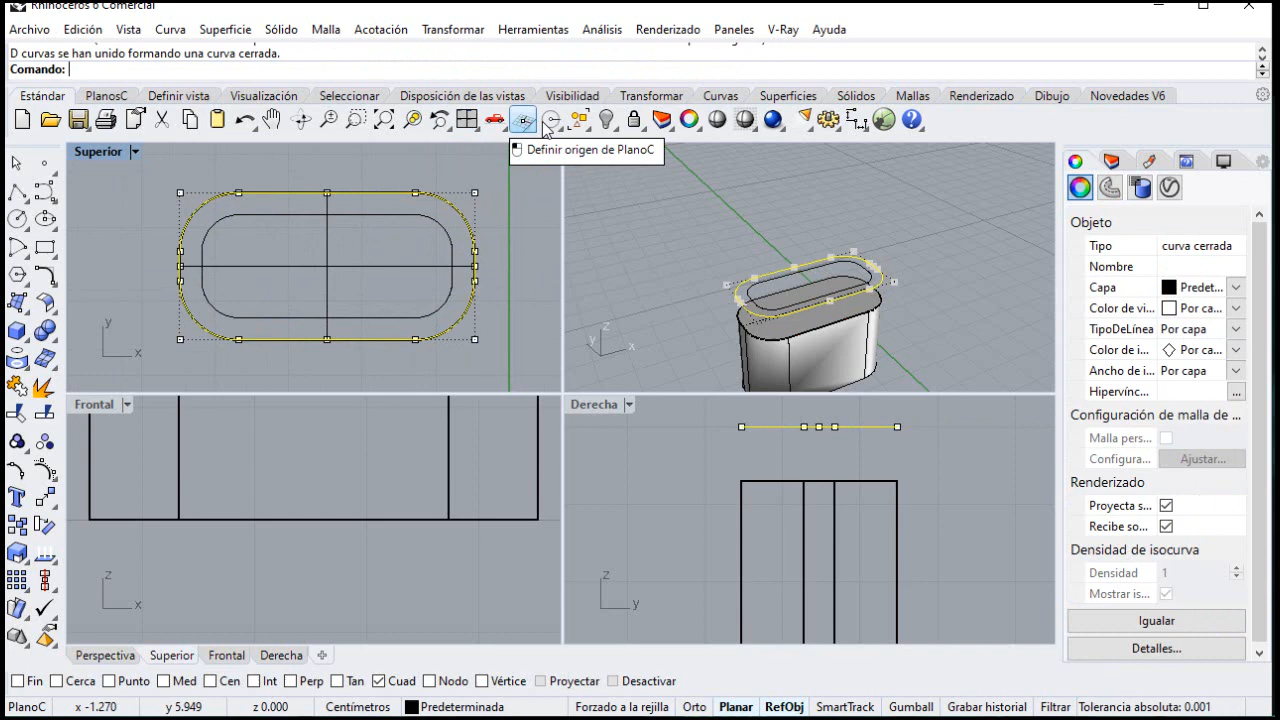 Rhinoceros 6 Comercial
Archivo Edición Vista Curva Superficie Sólido Malla Acotación Transformar Herramientas Análisis Renderizado Paneles V-Ray Ayuda
D curvas se han unido formando una curva cerrada.
Comando:
Estándar PlanosC Definir vista Visualización Seleccionar Disposición de las vistas Visibilidad Transformar Curvas Superficies Sólidos Mallas Renderizado Dibujo Novedades V6
Definir origen de PlanoC
Superior
y
x
z
y
x
Frontal
z
x
Derecha
z
y
Objeto
Tipo curva cerrada
Nombre
Capa Predet...
Color de vi... Por ca...
TipoDeLínea Por capa
Color de i... Por ca...
Ancho de i... Por capa
Hipervínc... ...
Configuración de malla de ...
Malla pers...
Configura... Ajustar...
Renderizado
Proyecta s...
Recibe so...
Densidad de isocurva
Densidad 1
Mostrar is...
Igualar
Detalles...
Perspectiva Superior Frontal Derecha
Fin Cerca Punto Med Cen Int Perp Tan Cuad Nodo Vértice Proyectar Desactivar
PlanoC x -1.270 y 5.949 z 0.000 Centímetros Predeterminada Forzado a la rejilla Orto Planar RefObj SmartTrack Gumball Grabar historial Filtrar Tolerancia absoluta: 0.001